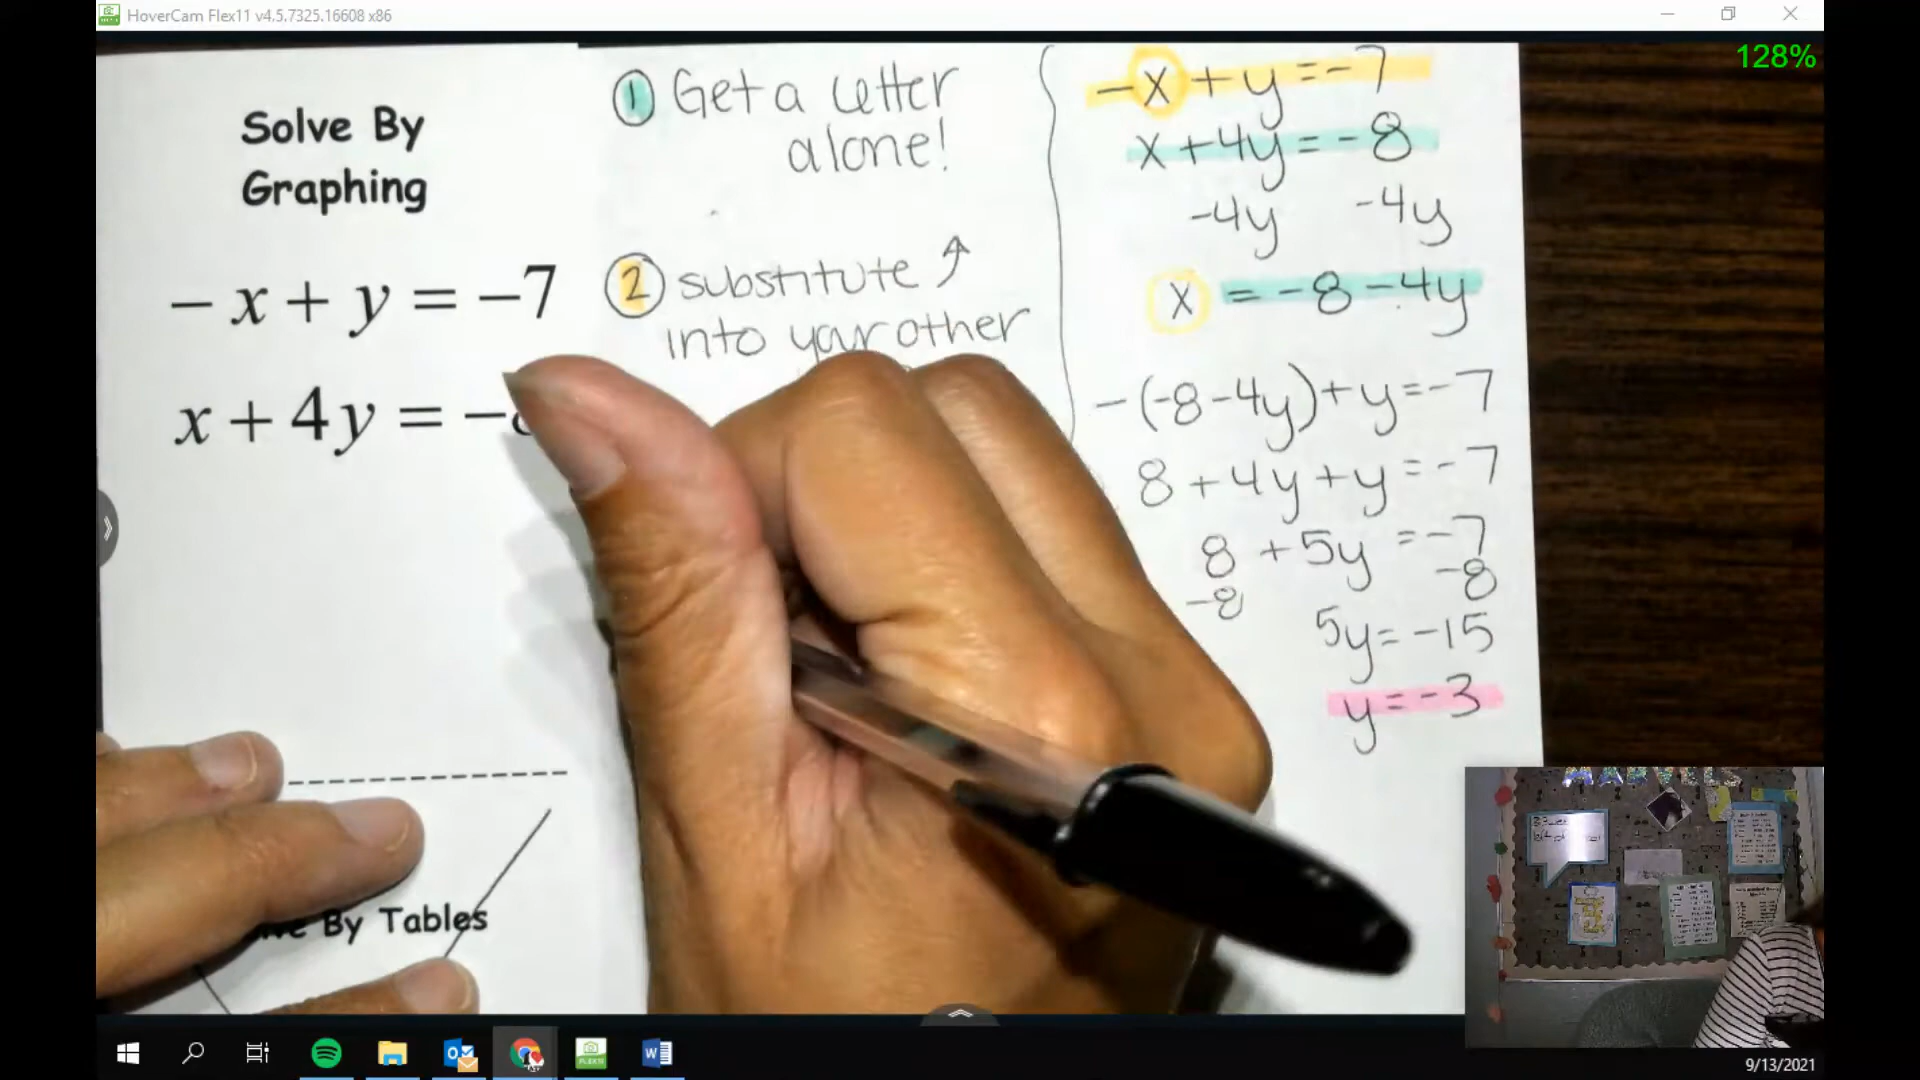 HoverCam Flex11 v4.5.7325.16608 x86
128%
Solve By
Graphing
− x + y = −7
x + 4y = −
By Tables
① Get a letter
alone!
② substitute ↗
into your other
-x + y = -7
x + 4y = -8
-4y -4y
x = -8 - 4y
-(-8-4y) + y = -7
8 + 4y + y = -7
8 + 5y = -7
-8 -8
5y = -15
y = -3
9/13/2021